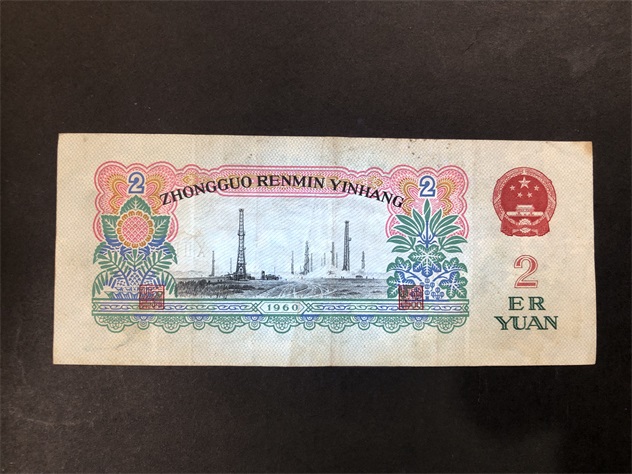 2
2
ZHONGGUO RENMIN YINHANG
1960
2
ER
YUAN